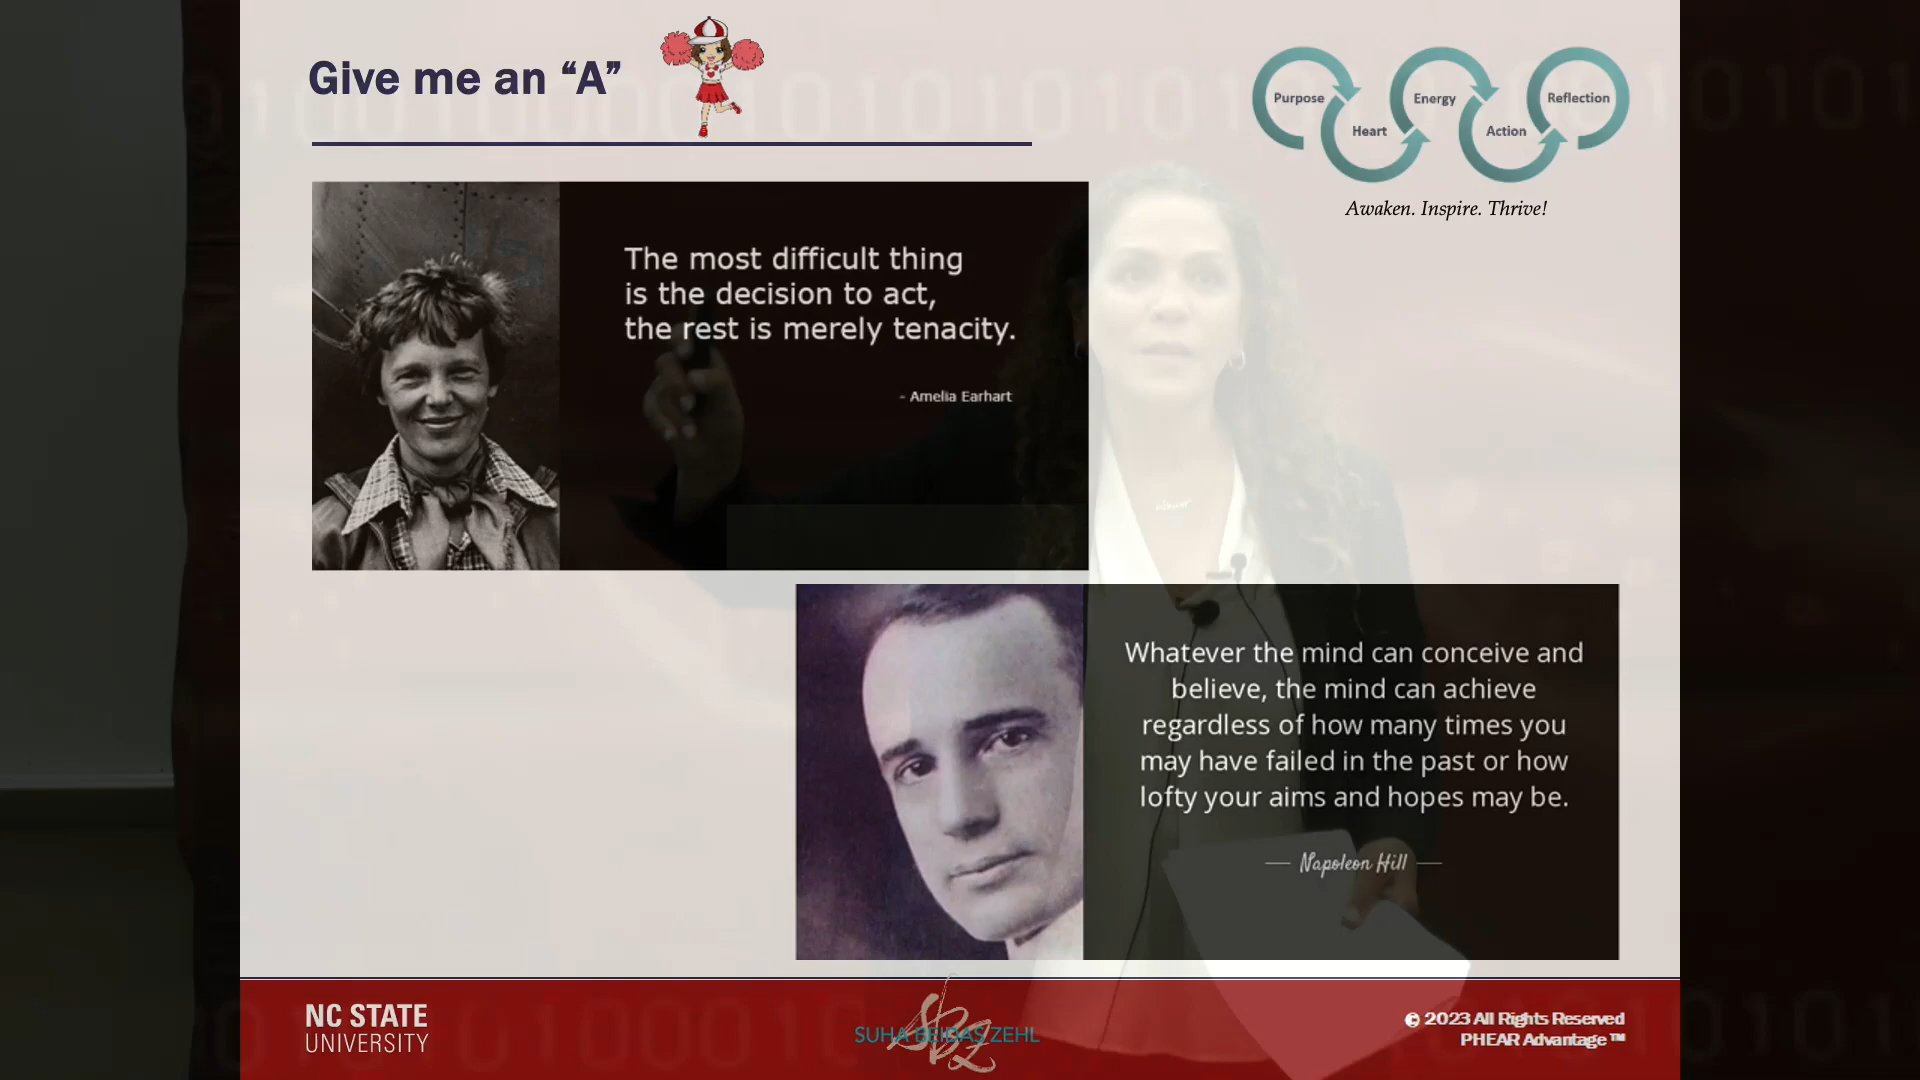 Give me an “A”
Purpose
Energy
Reflection
Heart
Action
Awaken. Inspire. Thrive!
The most difficult thing
is the decision to act,
the rest is merely tenacity.
- Amelia Earhart
Whatever the mind can conceive and
believe, the mind can achieve
regardless of how many times you
may have failed in the past or how
lofty your aims and hopes may be.
Napoleon Hill
NC STATE
UNIVERSITY
SUHA BEIDAS ZEHL
© 2023 All Rights Reserved
PHEAR Advantage™